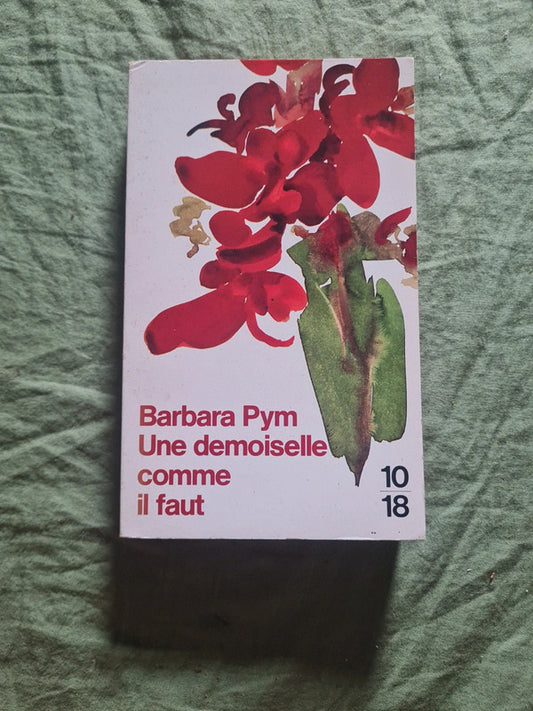 Barbara Pym
Une demoiselle
comme
il faut
10
18